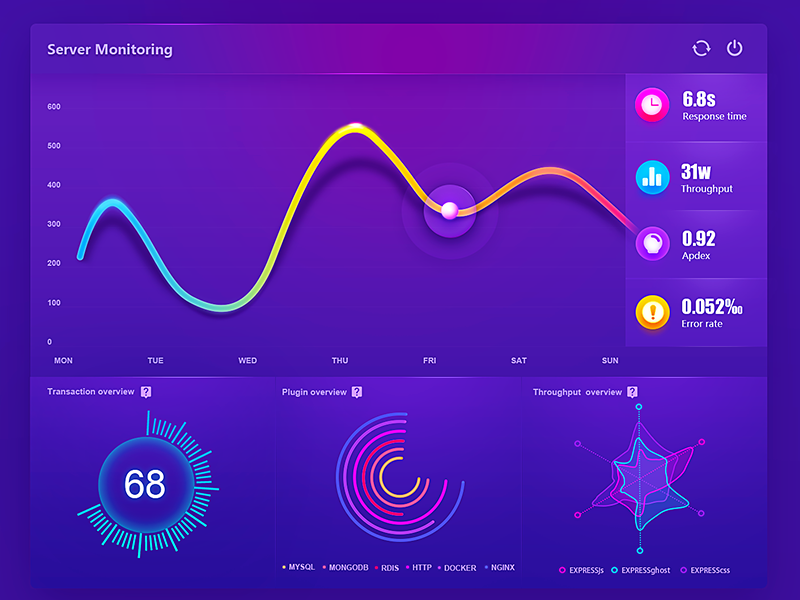 Server Monitoring
600
500
400
300
200
100
0
MON TUE WED THU FRI SAT SUN
6.8s
Response time
31w
Throughput
0.92
Apdex
0.052‱
Error rate
Transaction overview ?
68
Plugin overview ?
MYSQL MONGODB RDIS HTTP DOCKER NGINX
Throughput overview ?
EXPRESSjs EXPRESSghost EXPRESScss